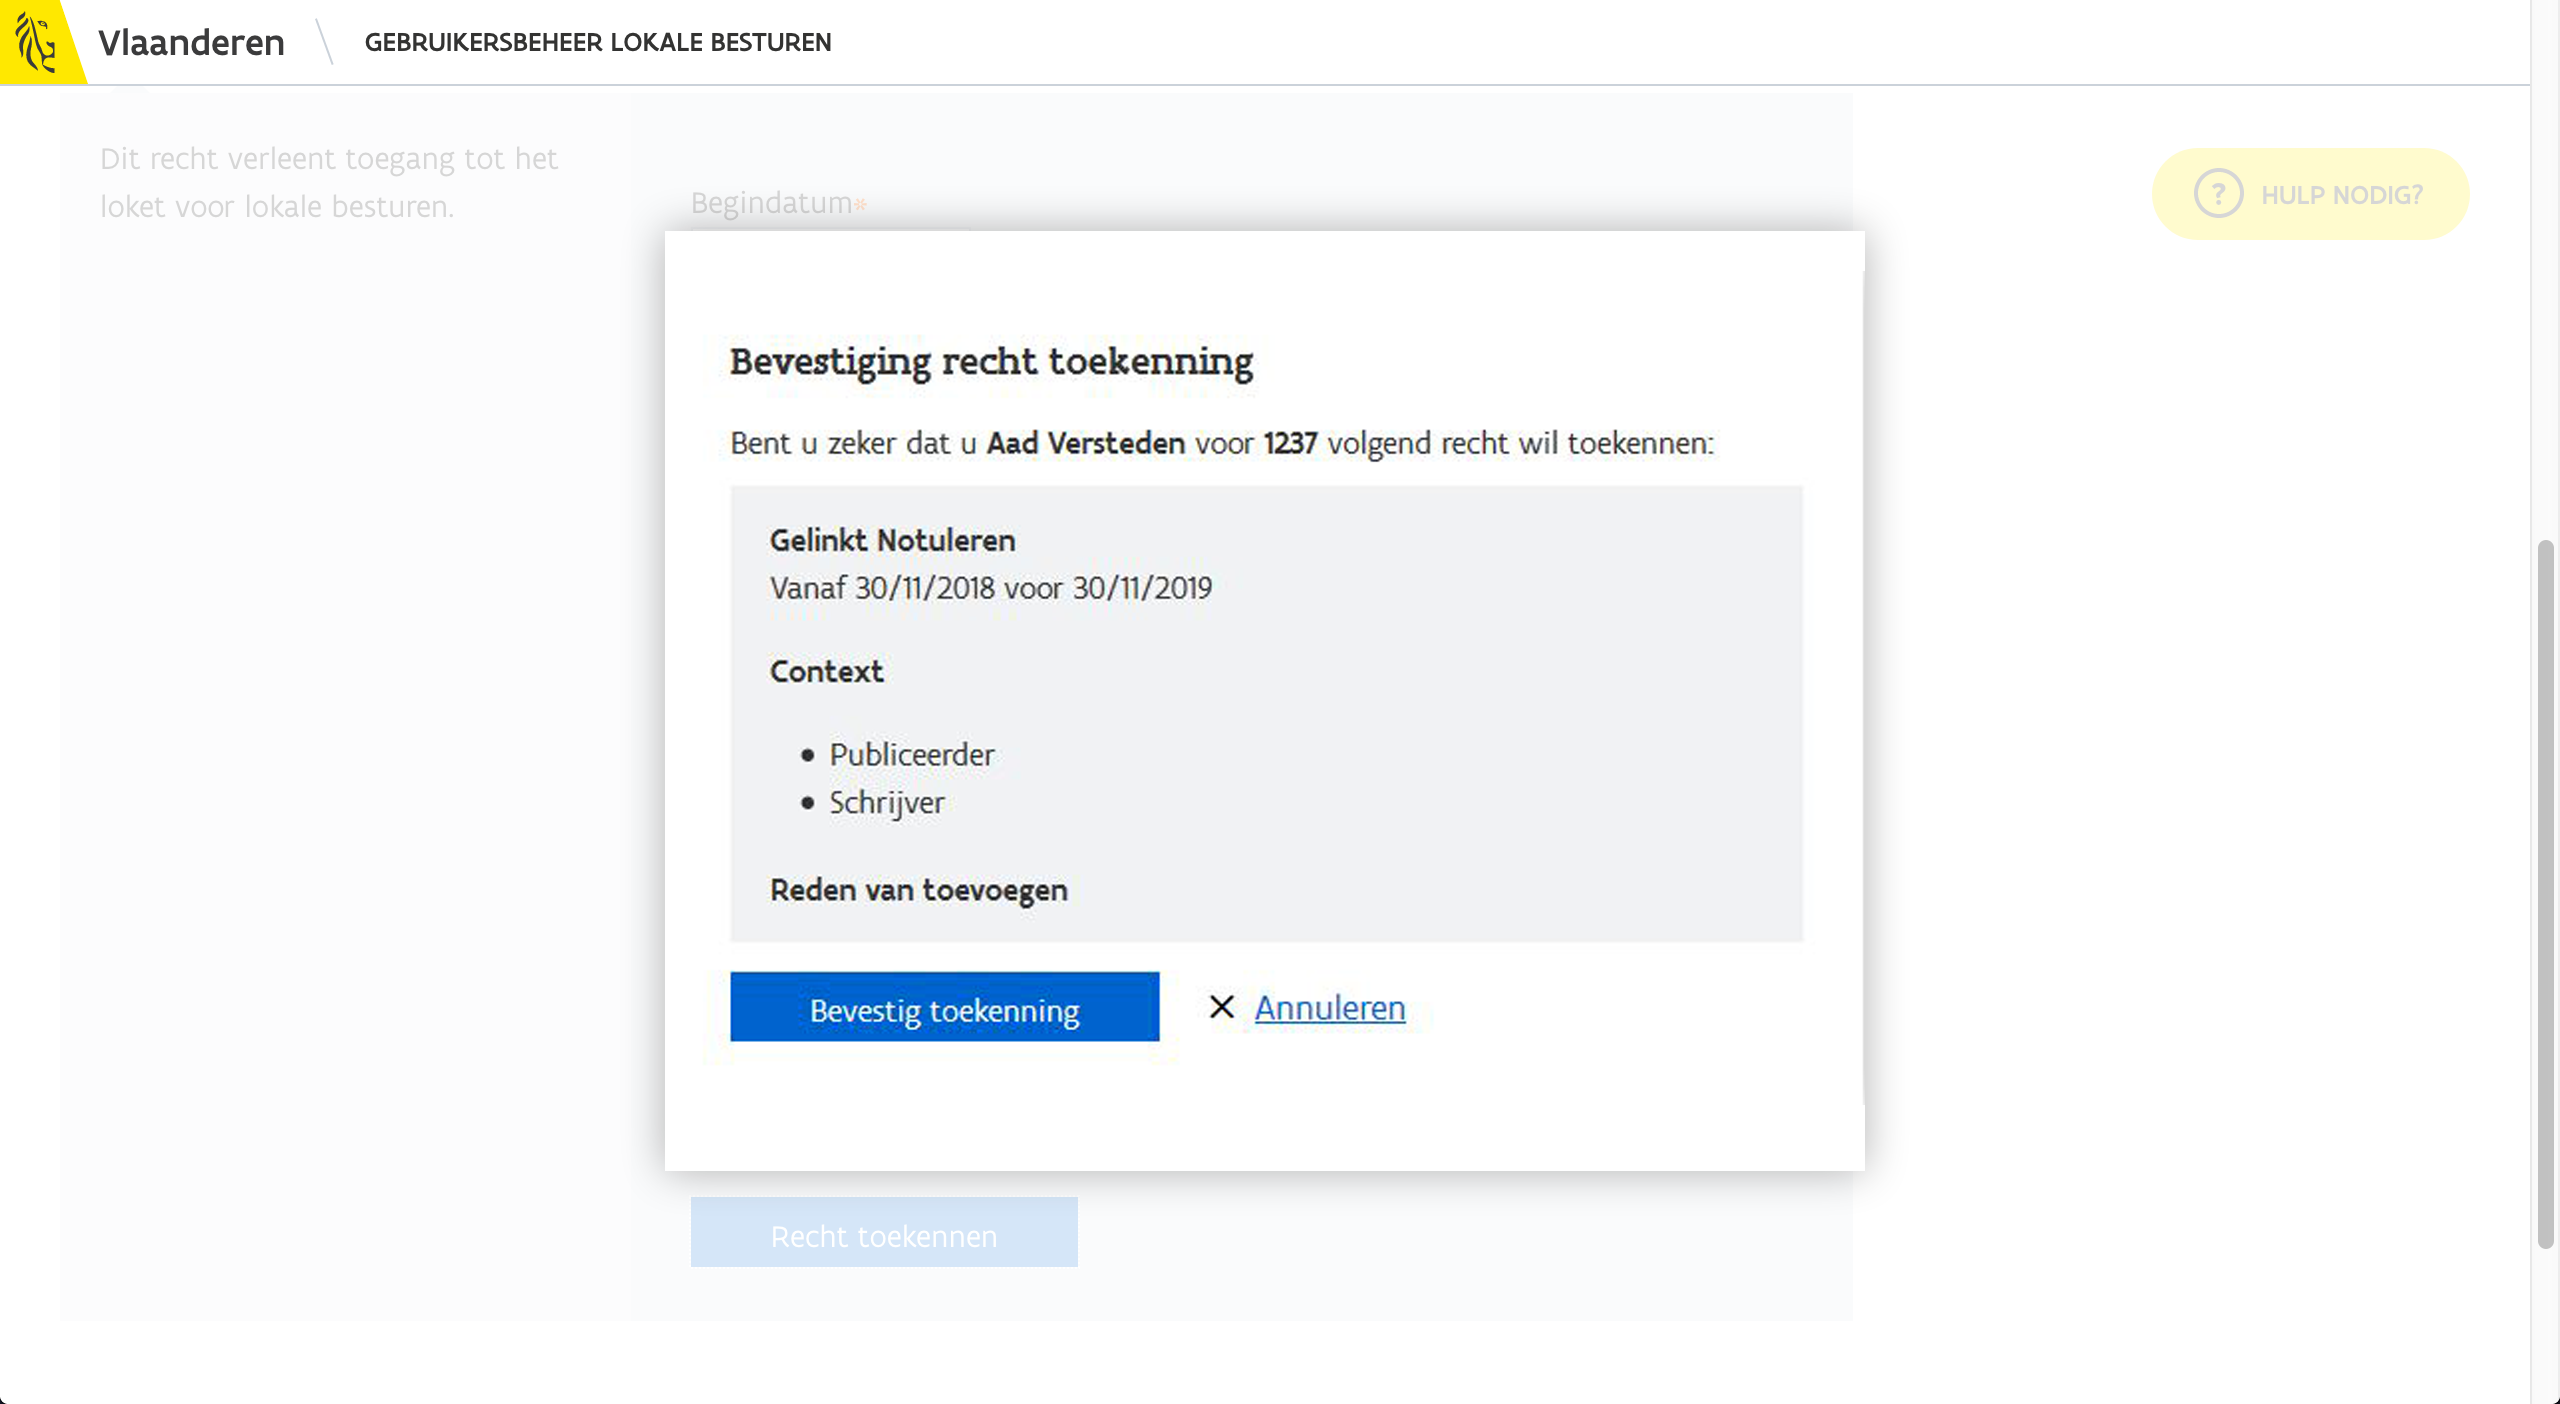 Vlaanderen
GEBRUIKERSBEHEER LOKALE BESTUREN
Dit recht verleent toegang tot het
loket voor lokale besturen.
Begindatum*
? HULP NODIG?
Bevestiging recht toekenning
Bent u zeker dat u Aad Versteden voor 1237 volgend recht wil toekennen:
Gelinkt Notuleren
Vanaf 30/11/2018 voor 30/11/2019
Context
• Publiceerder
• Schrijver
Reden van toevoegen
Bevestig toekenning
Annuleren
Recht toekennen